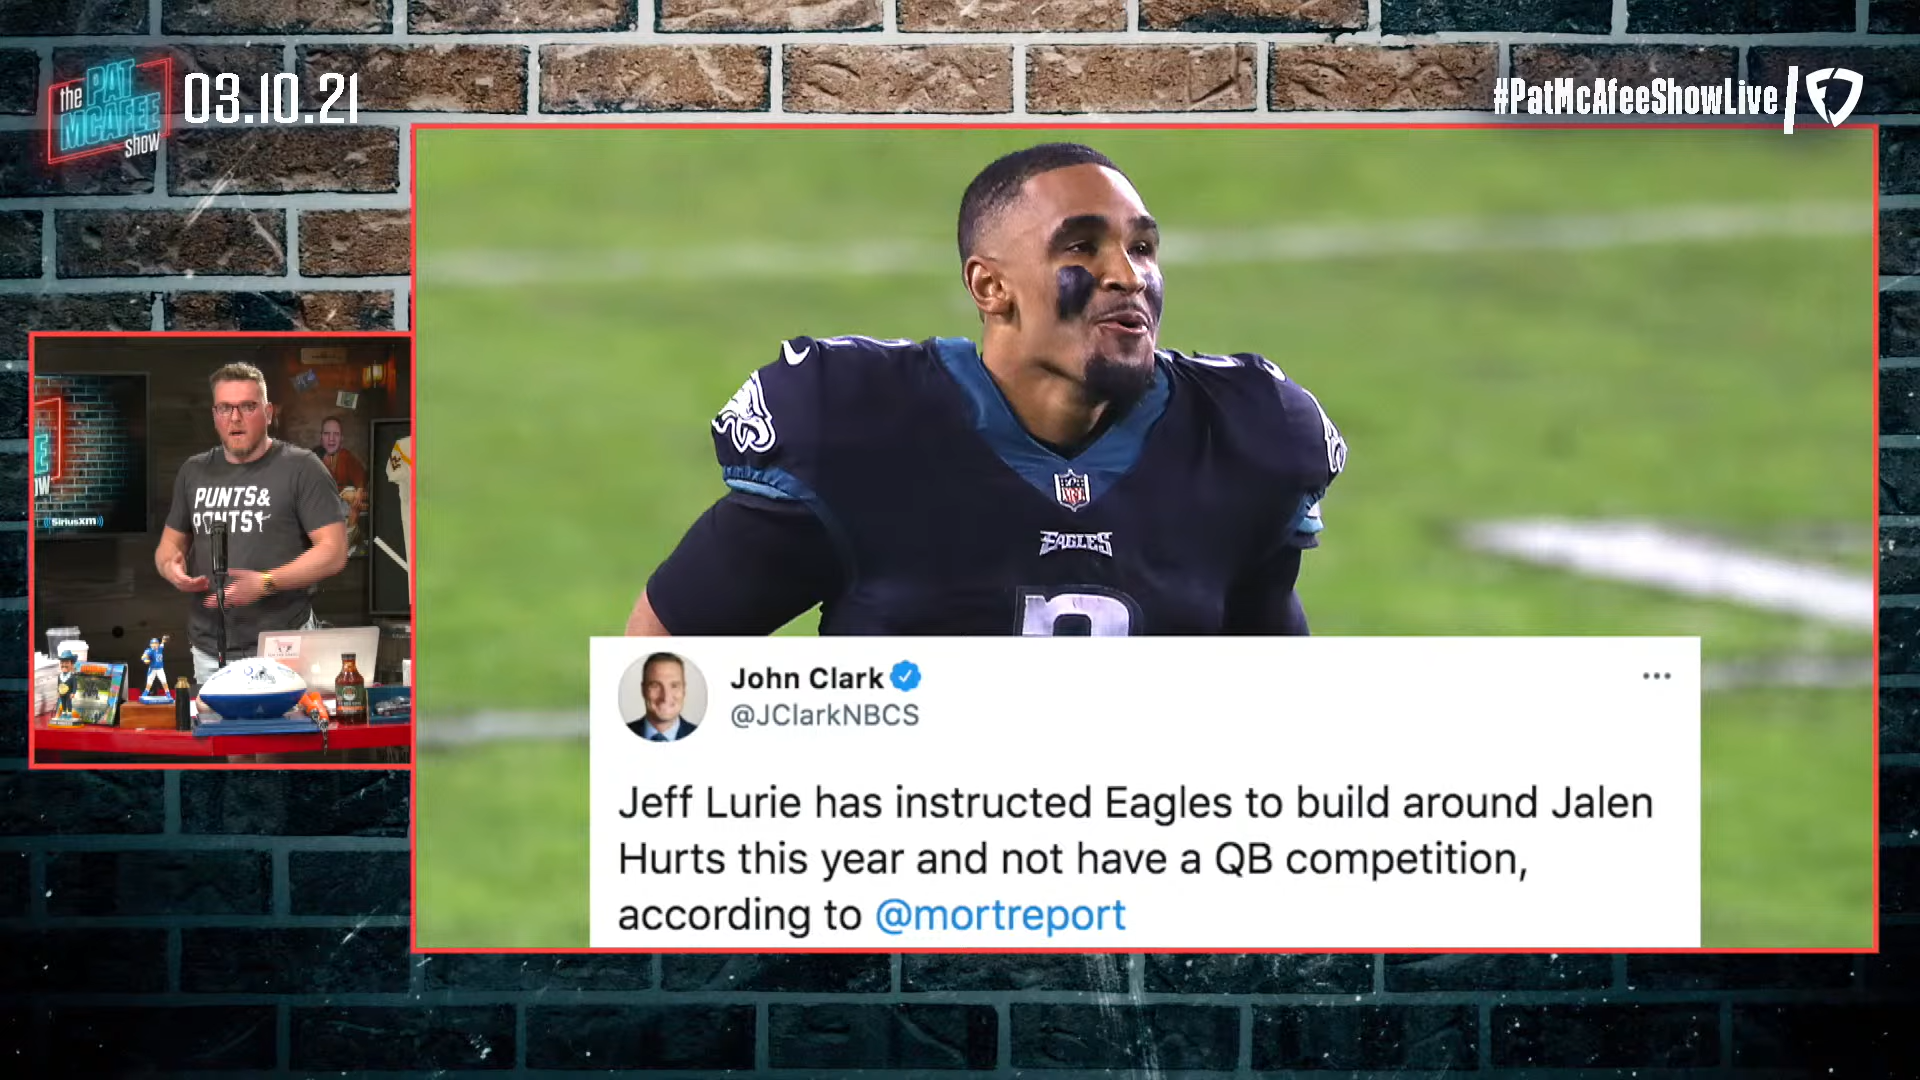 the PAT
MCAFEE
show
03.10.21
#PatMcAfeeShowLive
SiriusXM
PUNTS&
EAGLES
NFL
John Clark
@JClarkNBCS
Jeff Lurie has instructed Eagles to build around Jalen
Hurts this year and not have a QB competition,
according to @mortreport